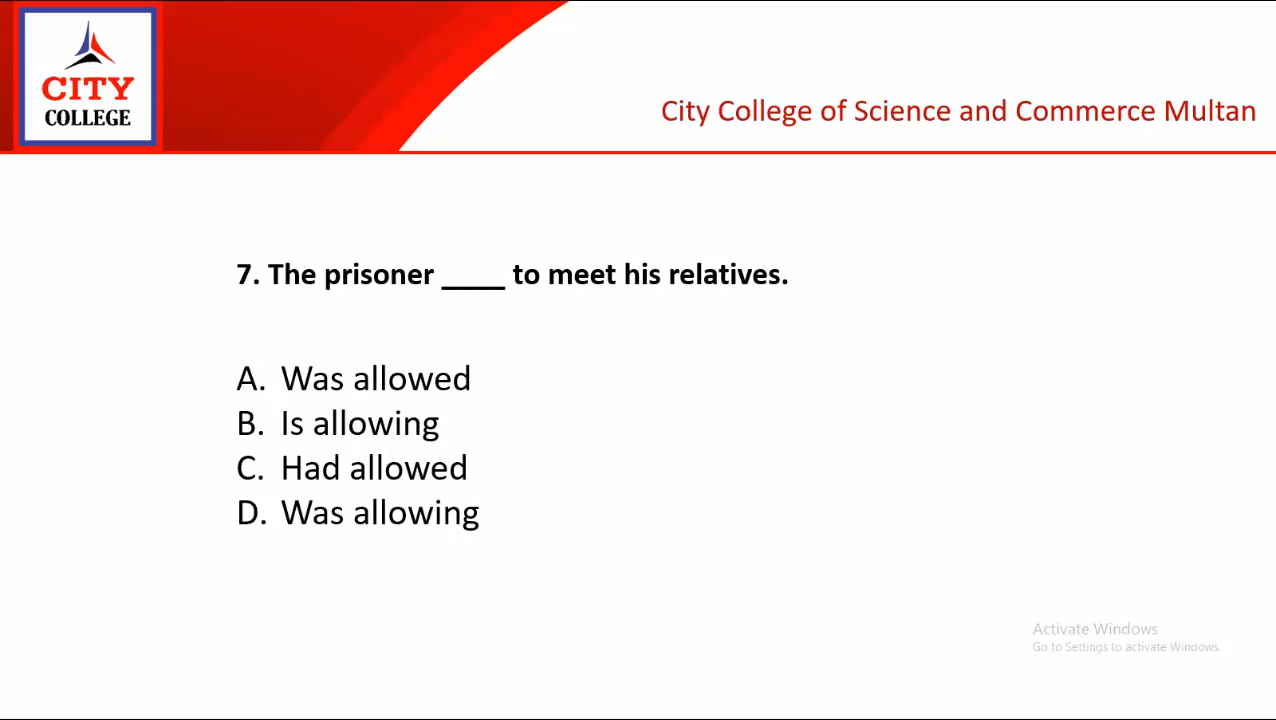 CITY
COLLEGE
City College of Science and Commerce Multan
7. The prisoner ____ to meet his relatives.
A. Was allowed
B. Is allowing
C. Had allowed
D. Was allowing
Activate Windows
Go to Settings to activate Windows.